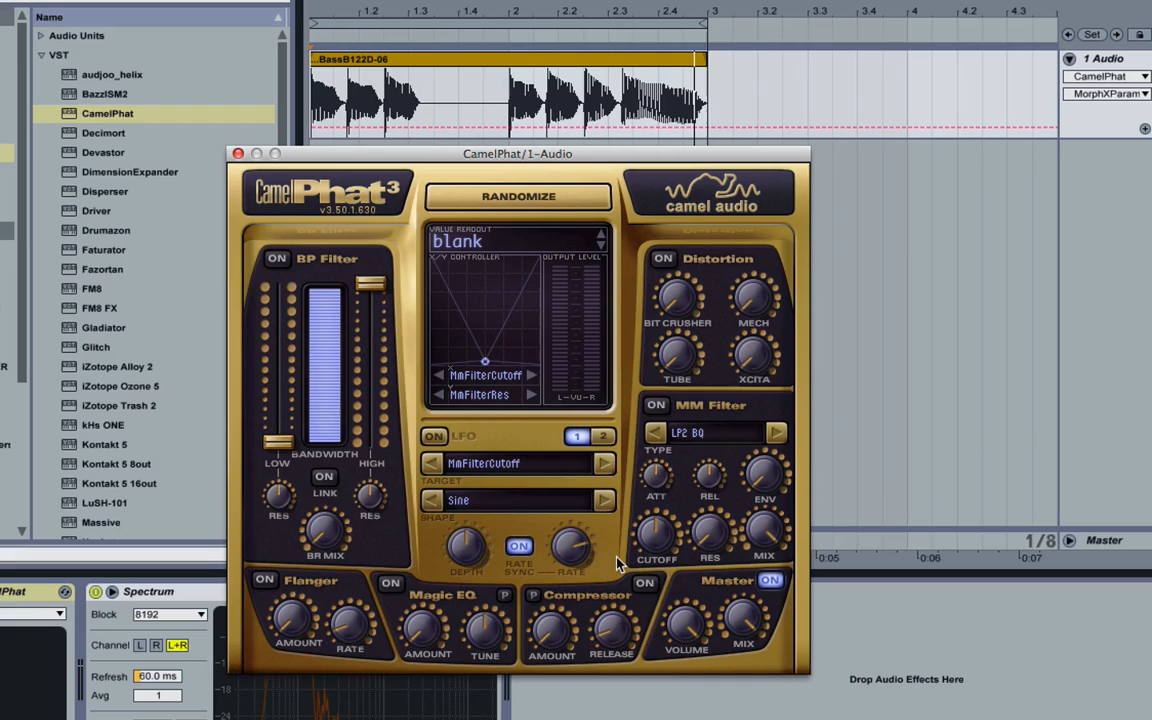 Name
Audio Units
VST
audjoo_helix
BazzISM2
CamelPhat
Decimort
Devastor
DimensionExpander
Disperser
Driver
Drumazon
Faturator
Fazortan
FM8
FM8 FX
Gladiator
Glitch
iZotope Alloy 2
iZotope Ozone 5
iZotope Trash 2
kHs ONE
Kontakt 5
Kontakt 5 8out
Kontakt 5 16out
LuSH-101
Massive
1.2 1.3 1.4 2 2.2 2.3 2.4 3 3.2 3.3 3.4 4 4.2 4.3
...BassB122D-06
Set
1 Audio
CamelPhat
MorphXParam
CamelPhat/1-Audio
CamelPhat3
v3.50.1.630
RANDOMIZE
camel audio
VALUE READOUT
blank
X/Y CONTROLLER
OUTPUT LEVEL
X
MmFilterCutoff
Y
MmFilterRes
L-VU-R
ON BP Filter
BANDWIDTH
LOW
HIGH
ON
LINK
RES
RES
BR MIX
ON LFO 1 2
MmFilterCutoff
TARGET
Sine
SHAPE
DEPTH
ON
RATE SYNC
RATE
ON Distortion
BIT CRUSHER MECH
TUBE XCITA
ON MM Filter
LP2 BQ
TYPE
ATT REL ENV
CUTOFF RES MIX
ON Flanger
AMOUNT RATE
ON
Magic EQ P
AMOUNT TUNE
P Compressor ON
AMOUNT RELEASE
Master ON
VOLUME MIX
1/8
Master
0:05 0:06 0:07
Spectrum
Block 8192
Channel L R L+R
Refresh 60.0 ms
Avg 1
-18
-24
Drop Audio Effects Here